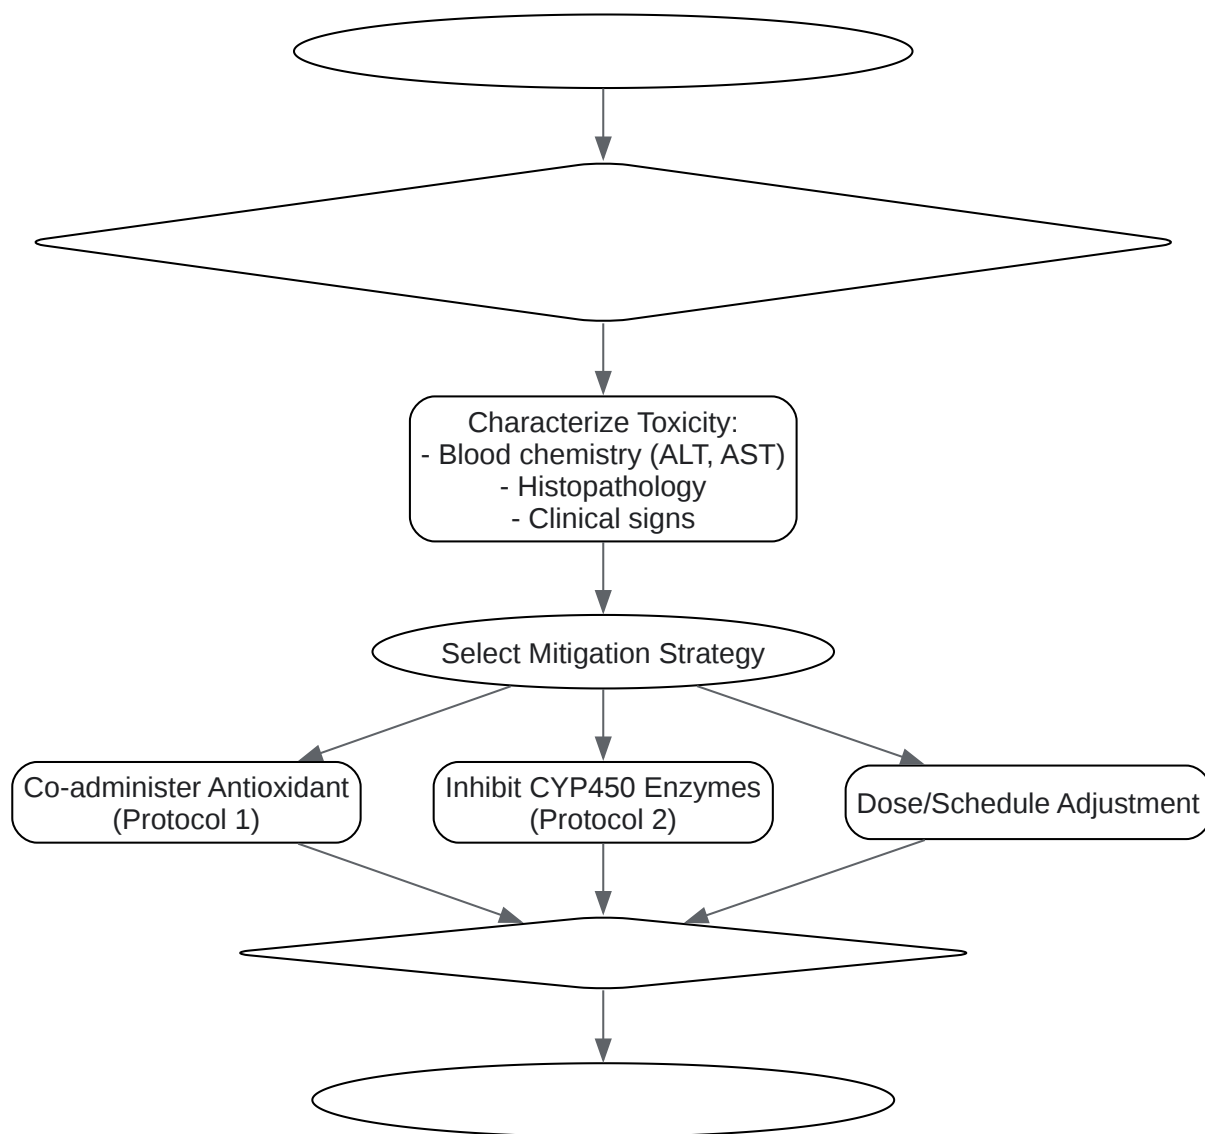 Characterize Toxicity:
- Blood chemistry (ALT, AST)
- Histopathology
- Clinical signs
Select Mitigation Strategy
Co-administer Antioxidant
(Protocol 1)
Inhibit CYP450 Enzymes
(Protocol 2)
Dose/Schedule Adjustment